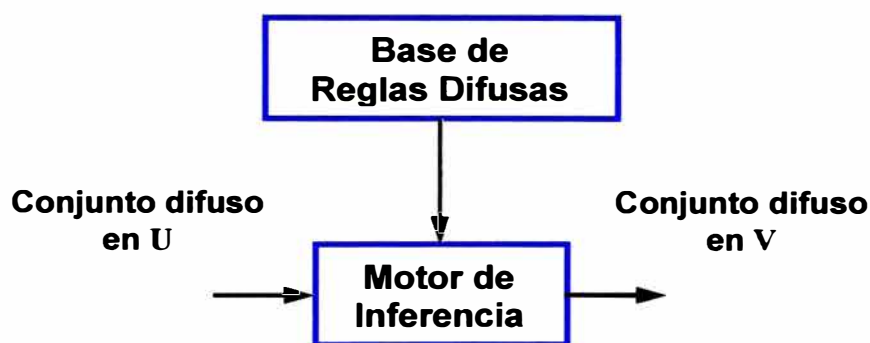 Base de
Reglas Difusas
Conjunto difuso
en U
Conjunto difuso
en V
Motor de
Inferencia